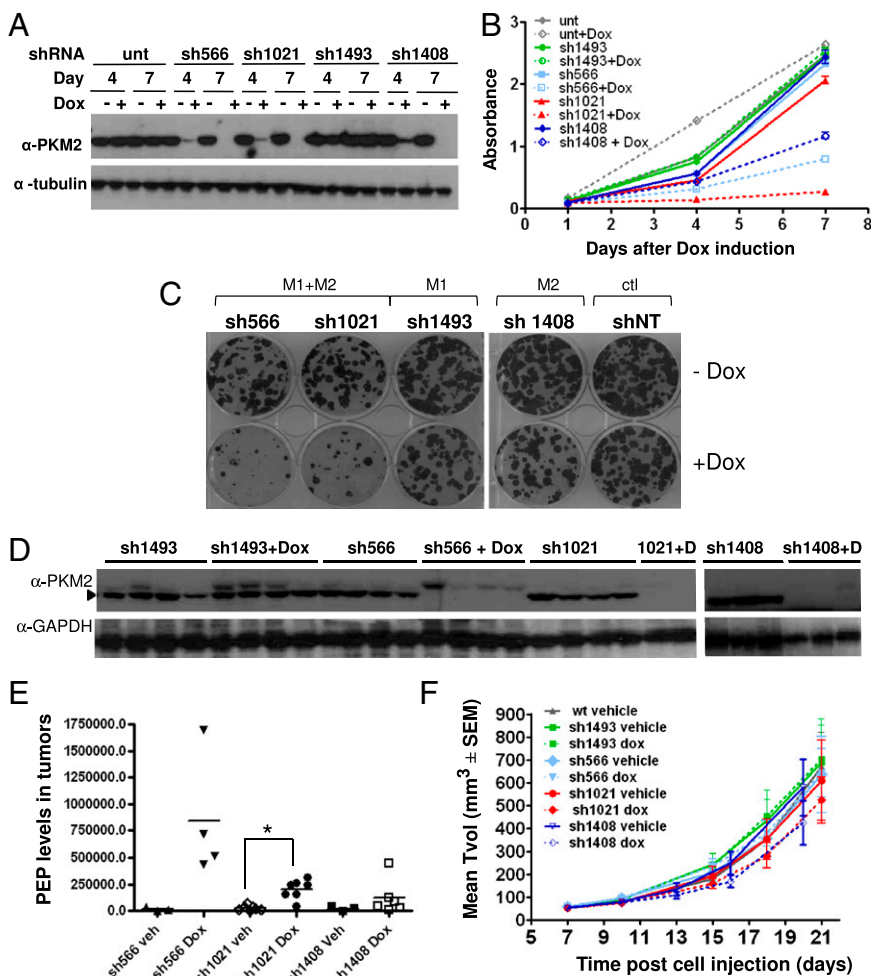 A
shRNA unt sh566 sh1021 sh1493 sh1408
Day 4 7 4 7 4 7 4 7 4 7
Dox - + - + - + - + - + - + - + - + - + - +
α-PKM2
α-tubulin
B
Absorbance
3
2
1
0
0 1 2 3 4 5 6 7 8
Days after Dox induction
unt
unt+Dox
sh1493
sh1493+Dox
sh566
sh566+Dox
sh1021
sh1021+Dox
sh1408
sh1408 + Dox
C
M1+M2 M1 M2 ctl
sh566 sh1021 sh1493 sh 1408 shNT
- Dox
+Dox
D
sh1493 sh1493+Dox sh566 sh566 + Dox sh1021 1021+D sh1408 sh1408+D
α-PKM2
α-GAPDH
E
PEP levels in tumors
1750000.0
1500000.0
1250000.0
1000000.0
750000.0
500000.0
250000.0
0.0
*
sh566 veh
sh566 Dox
sh1021 veh
sh1021 Dox
sh1408 Veh
sh1408 Dox
F
Mean Tvol (mm³ ± SEM)
900
800
700
600
500
400
300
200
100
0
5 7 9 11 13 15 17 19 21
Time post cell injection (days)
wt vehicle
sh1493 vehicle
sh1493 dox
sh566 vehicle
sh566 dox
sh1021 vehicle
sh1021 dox
sh1408 vehicle
sh1408 dox